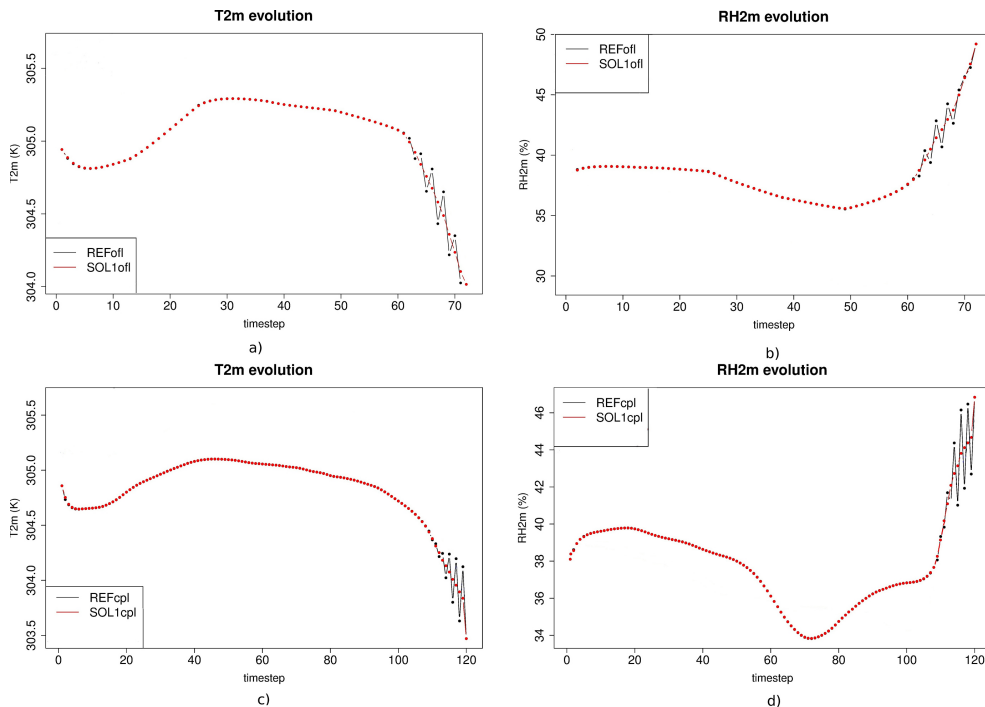 T2m evolution
T2m (K)
305.5
305.0
304.5
304.0
REFofl
SOL1ofl
0 10 20 30 40 50 60 70
timestep
a)
RH2m evolution
RH2m (%)
50
45
40
35
30
REFofl
SOL1ofl
0 10 20 30 40 50 60 70
timestep
b)
T2m evolution
T2m (K)
305.5
305.0
304.5
304.0
303.5
REFcpl
SOL1cpl
0 20 40 60 80 100 120
timestep
c)
RH2m evolution
RH2m (%)
46
44
42
40
38
36
34
REFcpl
SOL1cpl
0 20 40 60 80 100 120
timestep
d)